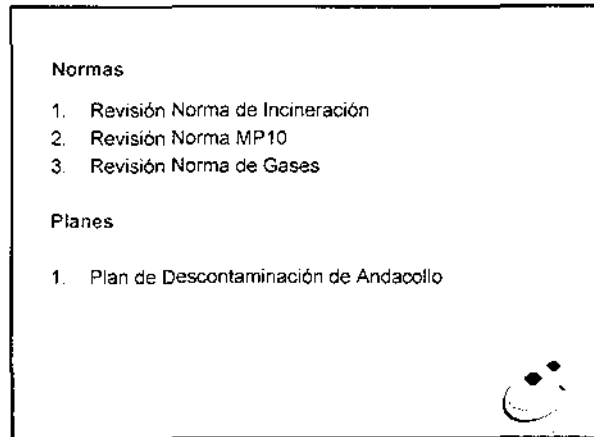 Normas
1. Revisión Norma de Incineración
2. Revisión Norma MP10
3. Revisión Norma de Gases
Planes
1. Plan de Descontaminación de Andacollo